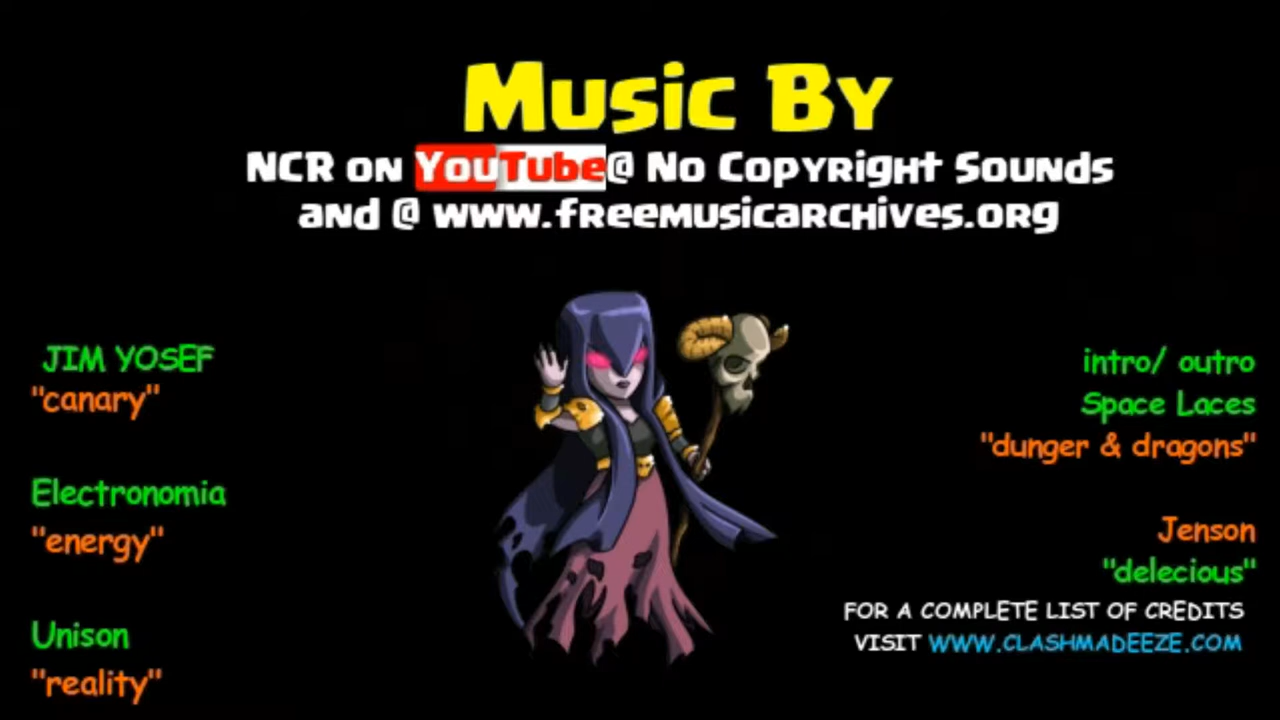 Music By
NCR on YouTube@ No Copyright Sounds
and @ www.freemusicarchives.org
JIM YOSEF
"canary"
Electronomia
"energy"
Unison
"reality"
intro/ outro
Space Laces
"dunger & dragons"
Jenson
"delecious"
FOR A COMPLETE LIST OF CREDITS
VISIT WWW.CLASHMADEEZE.COM